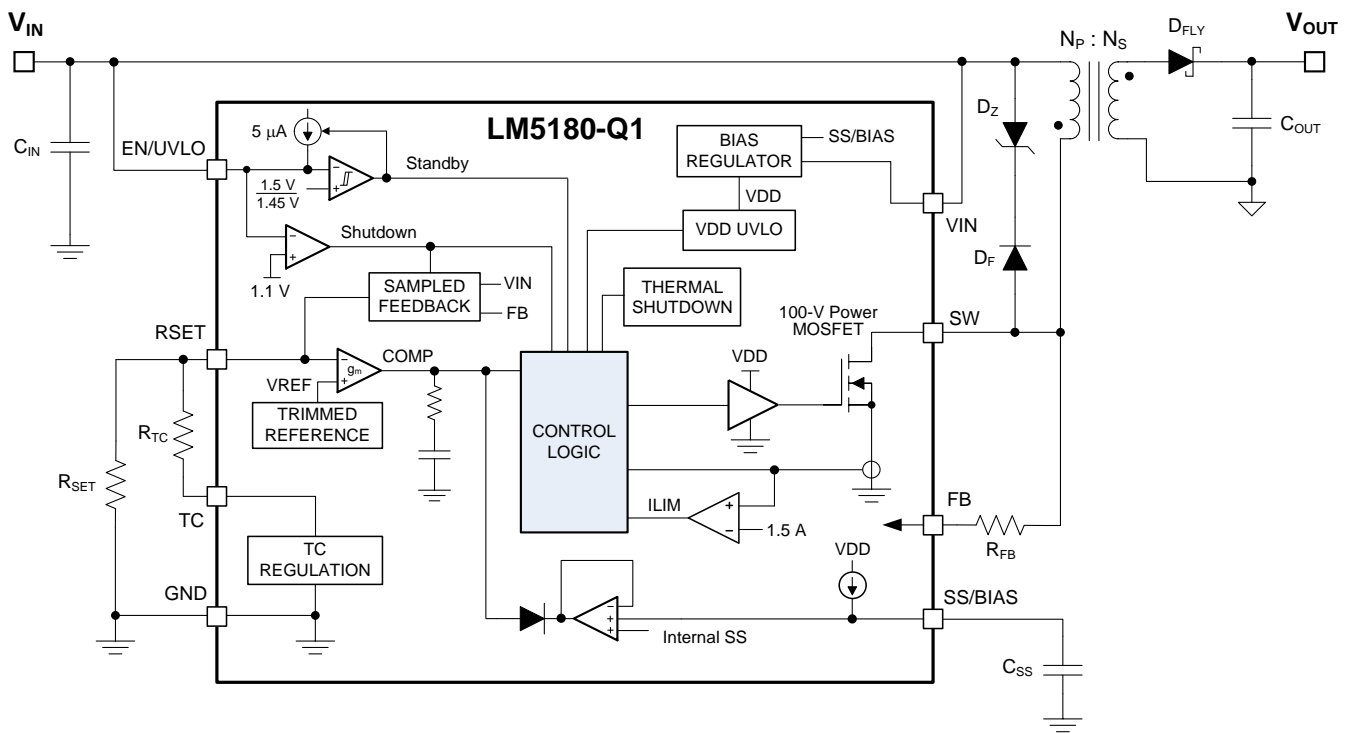 VIN
NP : NS
DFLY
VOUT
CIN
EN/UVLO
5 µA
LM5180-Q1
BIAS
REGULATOR
SS/BIAS
DZ
COUT
Standby
1.5 V
1.45 V
VDD
VDD UVLO
VIN
Shutdown
1.1 V
SAMPLED
FEEDBACK
VIN
FB
THERMAL
SHUTDOWN
DF
100-V Power
MOSFET
SW
RSET
COMP
gm
VREF
VDD
TRIMMED
REFERENCE
RTC
CONTROL
LOGIC
RSET
TC
ILIM
1.5 A
FB
RFB
TC
REGULATION
VDD
GND
SS/BIAS
Internal SS
CSS